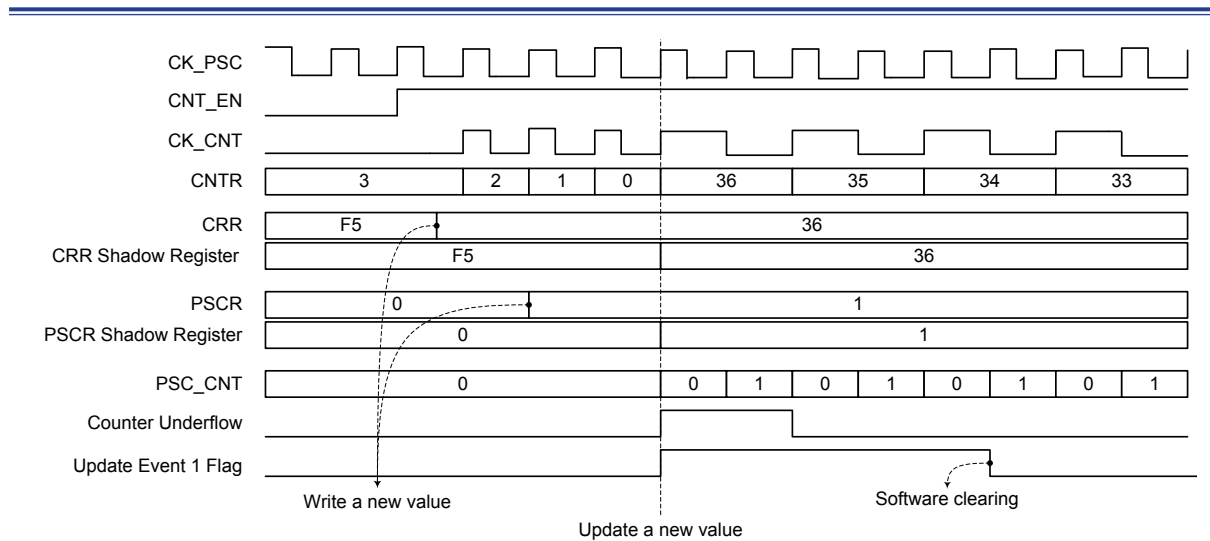 CK_PSC
CNT_EN
CK_CNT
CNTR 3 2 1 0 36 35 34 33
CRR F5 36
CRR Shadow Register F5 36
PSCR 0 1
PSCR Shadow Register 0 1
PSC_CNT 0 0 1 0 1 0 1 0 1
Counter Underflow
Update Event 1 Flag
Write a new value Software clearing
Update a new value